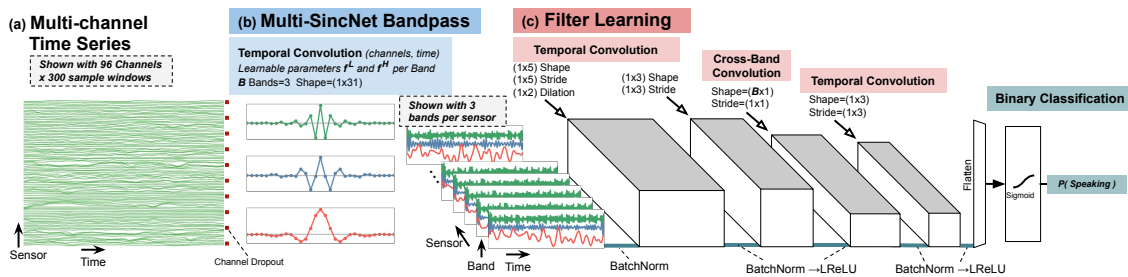 (a) Multi-channel
Time Series
Shown with 96 Channels
x 300 sample windows
Sensor
Time
Channel Dropout
(b) Multi-SincNet Bandpass
Temporal Convolution (channels, time)
Learnable parameters f^L and f^H per Band
B Bands=3 Shape=(1x31)
Shown with 3
bands per sensor
Sensor
Band
Time
(c) Filter Learning
Temporal Convolution
(1x5) Shape
(1x5) Stride
(1x2) Dilation
(1x3) Shape
(1x3) Stride
Cross-Band
Convolution
Shape=(Bx1)
Stride=(1x1)
Temporal Convolution
Shape=(1x3)
Stride=(1x3)
BatchNorm
BatchNorm →LReLU
BatchNorm →LReLU
Binary Classification
Flatten
Sigmoid
P( Speaking )